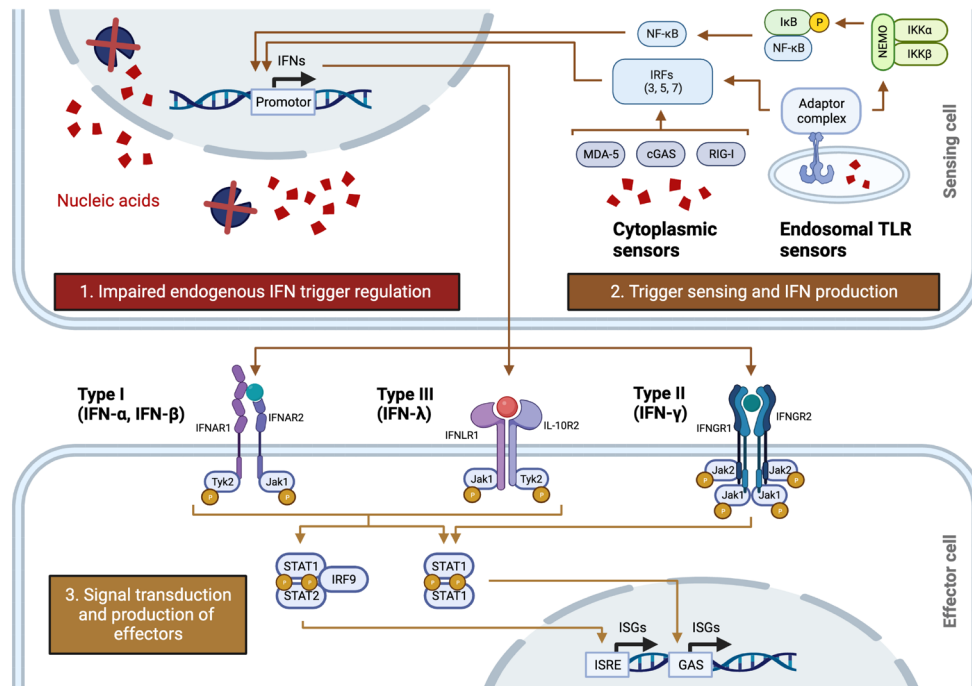 IFNs
Promotor
Nucleic acids
NF-κB
IκB
P
NF-κB
NEMO
IKKα
IKKβ
IRFs
(3, 5, 7)
Adaptor
complex
MDA-5
cGAS
RIG-I
Cytoplasmic
sensors
Endosomal TLR
sensors
Sensing cell
1. Impaired endogenous IFN trigger regulation
2. Trigger sensing and IFN production
Type I
(IFN-α, IFN-β)
IFNAR1
IFNAR2
Tyk2
P
Jak1
P
Type III
(IFN-λ)
IFNLR1
IL-10R2
Jak1
P
Tyk2
P
Type II
(IFN-γ)
IFNGR1
IFNGR2
Jak2
P
Jak2
P
Jak1
P
Jak1
P
STAT1
P
P
STAT2
IRF9
STAT1
P
P
STAT1
3. Signal transduction
and production of
effectors
ISGs
ISGs
ISRE
GAS
Effector cell